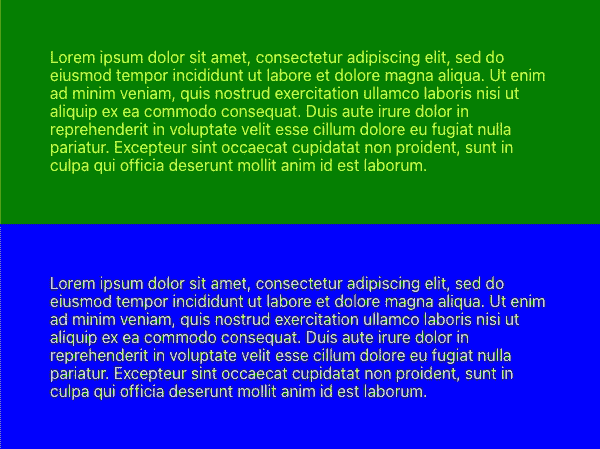 Lorem ipsum dolor sit amet, consectetur adipiscing elit, sed do
eiusmod tempor incididunt ut labore et dolore magna aliqua. Ut enim
ad minim veniam, quis nostrud exercitation ullamco laboris nisi ut
aliquip ex ea commodo consequat. Duis aute irure dolor in
reprehenderit in voluptate velit esse cillum dolore eu fugiat nulla
pariatur. Excepteur sint occaecat cupidatat non proident, sunt in
culpa qui officia deserunt mollit anim id est laborum.
Lorem ipsum dolor sit amet, consectetur adipiscing elit, sed do
eiusmod tempor incididunt ut labore et dolore magna aliqua. Ut enim
ad minim veniam, quis nostrud exercitation ullamco laboris nisi ut
aliquip ex ea commodo consequat. Duis aute irure dolor in
reprehenderit in voluptate velit esse cillum dolore eu fugiat nulla
pariatur. Excepteur sint occaecat cupidatat non proident, sunt in
culpa qui officia deserunt mollit anim id est laborum.